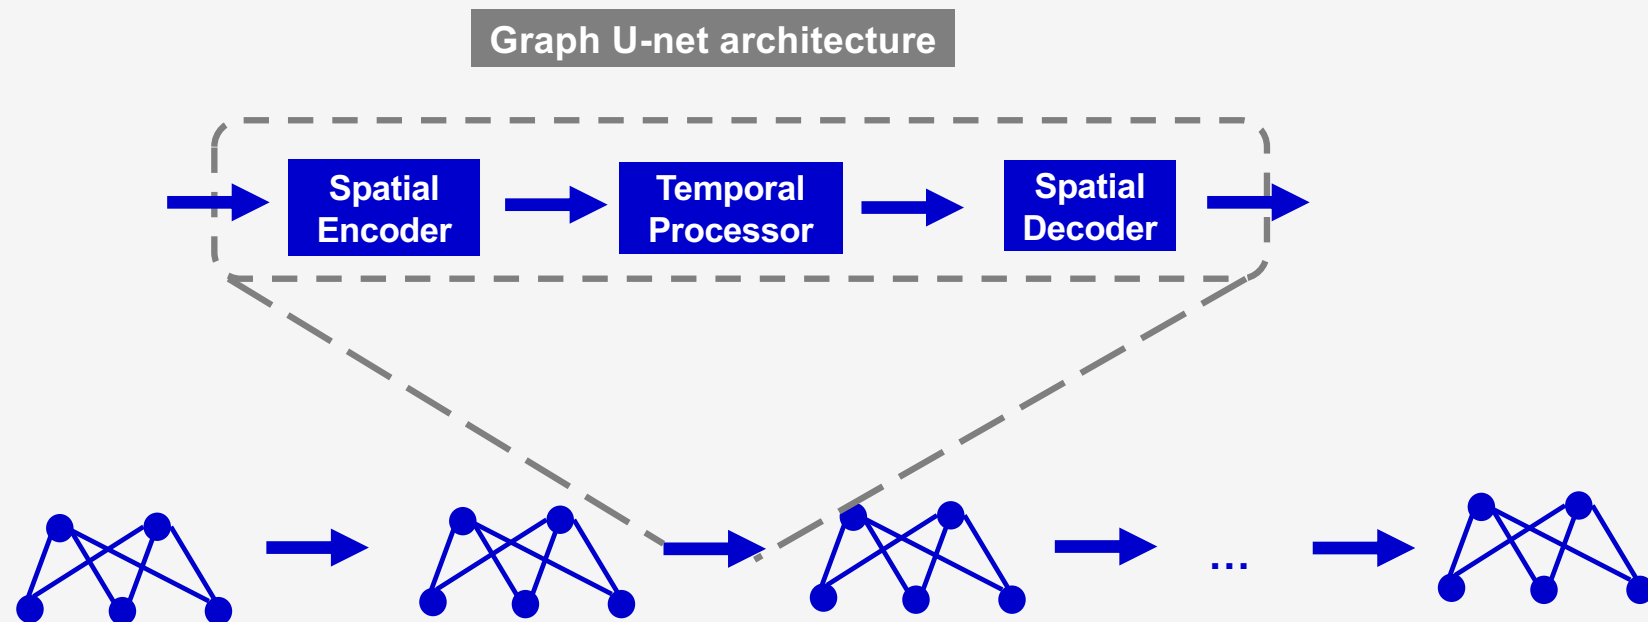 Graph U-net architecture
Spatial
Encoder
Temporal
Processor
Spatial
Decoder
...